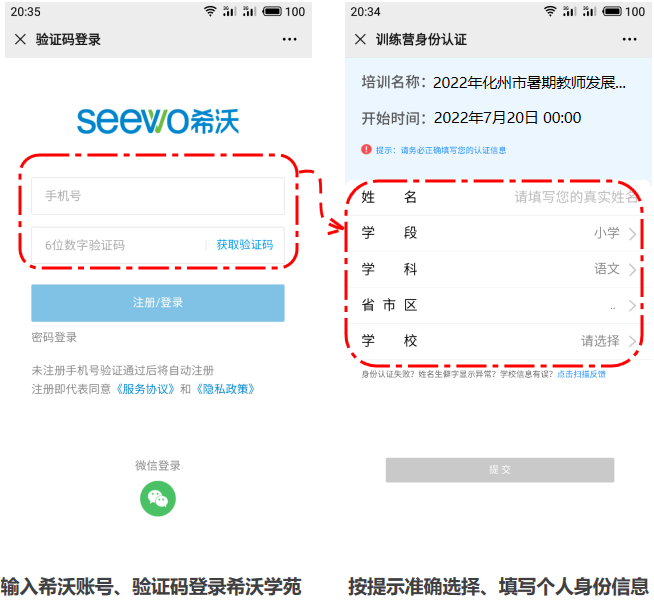 20:35
100
验证码登录
seewo希沃
手机号
6位数字验证码
获取验证码
注册/登录
密码登录
未注册手机号验证通过后将自动注册
注册即代表同意《服务协议》和《隐私政策》
微信登录
输入希沃账号、验证码登录希沃学苑
20:34
100
训练营身份认证
培训名称：2022年化州市暑期教师发展...
开始时间：2022年7月20日 00:00
提示：请务必正确填写您的认证信息
姓 名 请填写您的真实姓名
学 段 小学
学 科 语文
省 市 区 ..
学 校 请选择
身份认证失败？姓名生僻字显示异常？学校信息有误？点击扫描反馈
提交
按提示准确选择、填写个人身份信息